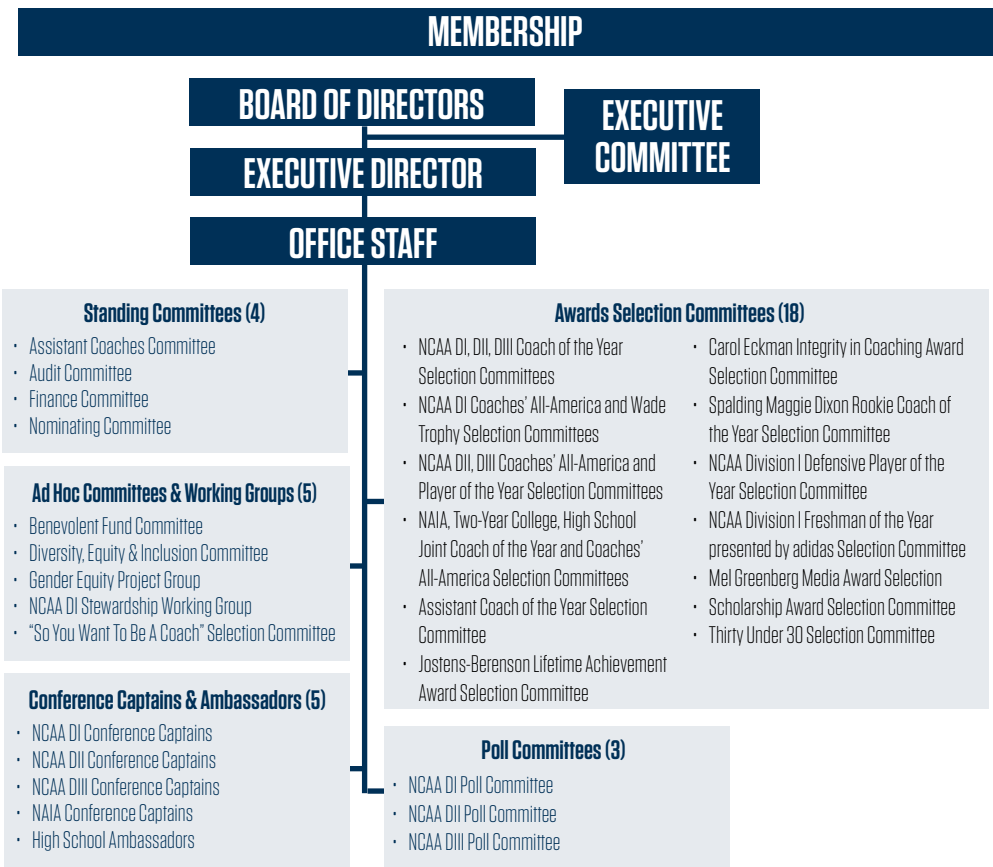 MEMBERSHIP
BOARD OF DIRECTORS
EXECUTIVE
COMMITTEE
EXECUTIVE DIRECTOR
OFFICE STAFF
Standing Committees (4)
· Assistant Coaches Committee
· Audit Committee
· Finance Committee
· Nominating Committee
Ad Hoc Committees & Working Groups (5)
· Benevolent Fund Committee
· Diversity, Equity & Inclusion Committee
· Gender Equity Project Group
· NCAA DI Stewardship Working Group
· “So You Want To Be A Coach” Selection Committee
Conference Captains & Ambassadors (5)
· NCAA DI Conference Captains
· NCAA DII Conference Captains
· NCAA DIII Conference Captains
· NAIA Conference Captains
· High School Ambassadors
Awards Selection Committees (18)
· NCAA DI, DII, DIII Coach of the Year
Selection Committees
· NCAA DI Coaches’ All-America and Wade
Trophy Selection Committees
· NCAA DII, DIII Coaches’ All-America and
Player of the Year Selection Committees
· NAIA, Two-Year College, High School
Joint Coach of the Year and Coaches’
All-America Selection Committees
· Assistant Coach of the Year Selection
Committee
· Jostens-Berenson Lifetime Achievement
Award Selection Committee
· Carol Eckman Integrity in Coaching Award
Selection Committee
· Spalding Maggie Dixon Rookie Coach of
the Year Selection Committee
· NCAA Division I Defensive Player of the
Year Selection Committee
· NCAA Division I Freshman of the Year
presented by adidas Selection Committee
· Mel Greenberg Media Award Selection
· Scholarship Award Selection Committee
· Thirty Under 30 Selection Committee
Poll Committees (3)
· NCAA DI Poll Committee
· NCAA DII Poll Committee
· NCAA DIII Poll Committee